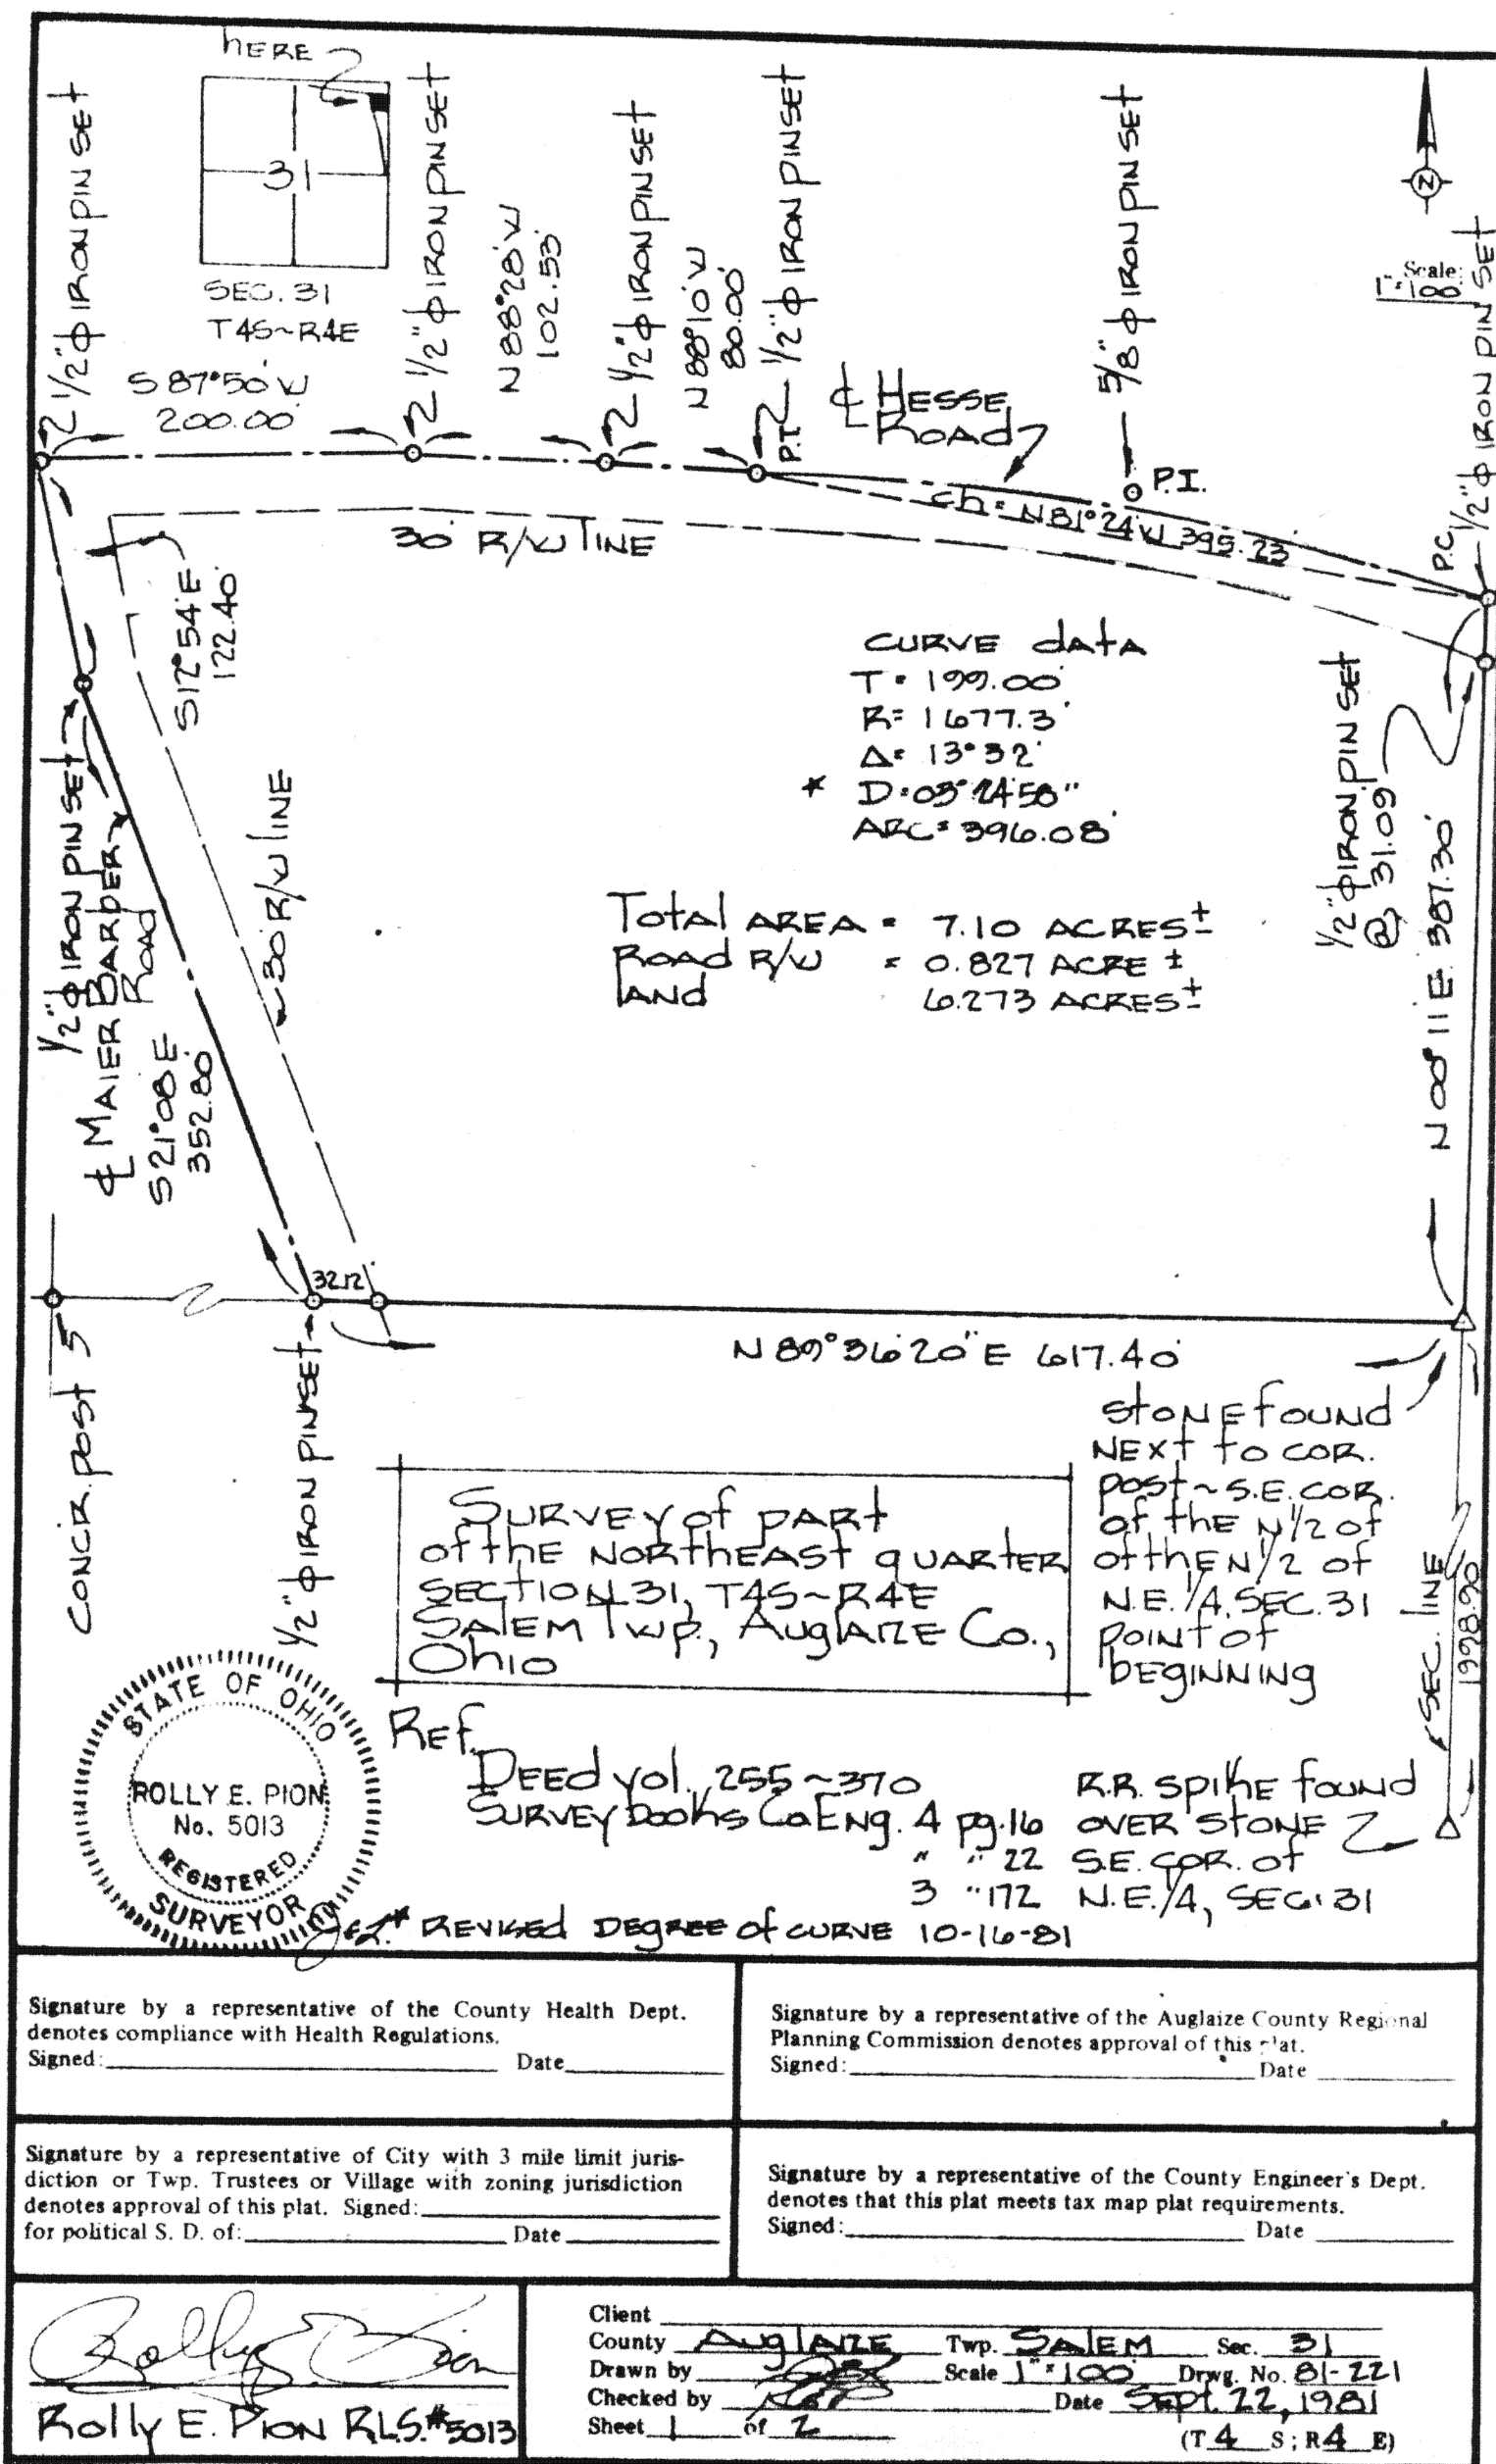 hERE
31
SEC. 31
T4S~R4E
1/2"ϕ IRON PIN SEt
1/2"ϕ IRON PIN SEt
1/2"ϕ IRON PIN SEt
1/2"ϕ IRON PIN SEt
5/8"ϕ IRON PIN SEt
1/2"ϕ IRON PIN SEt
N
Scale:
1"=100'
S 87°50' W
200.00'
N 88°28' W
102.53'
N 88°10' W
80.00'
P.T.
℄ HESSE
ROAD
P.I.
P.C.
ch = N 81°24' W 395.23'
30' R/W LINE
S 12°54' E
122.40'
CURVE dAtA
T = 199.00'
R = 1677.3'
Δ = 13°32'
* D = 03°24'58"
ARC = 396.08'
1/2"ϕ IRON PIN SEt
@ 31.09
N 00°11' E 387.30'
1/2"ϕ IRON PIN SEt
℄ MAIER BARBER
Road
S 21°08' E
352.80'
30' R/W LINE
TotAl AREA = 7.10 ACRES ±
ROAd R/W = 0.827 ACRE ±
LANd 6.273 ACRES ±
32.12'
N 89°36'20" E 617.40'
CONCR. post 5
1/2"ϕ IRON PIN SEt
stONE fOUNd
NEXt to COR.
post ~ S.E. COR.
of thE N 1/2 of
of thE N 1/2 of
N.E. 1/4, SEC. 31
POINt of
bEGINNING
SURVEY of PARt
of thE NORthEASt qUARtER
SECtION 31, T4S~R4E
SAlEM Twp., AuglAIZE Co.,
OhIO
SEC. LINE
1998.90
STATE OF OHIO
ROLLY E. PION
No. 5013
REGISTERED
SURVEYOR
REf.
DEEd vol. 255~370
SURVEY books Co ENg. 4 pg. 16
" " 22
3 " 172
R.R. SpIkE fOUNd
OVER StONE
S.E. COR. of
N.E. 1/4, SEC. 31
* REVISEd DEgREE of CURVE 10-16-81
Signature by a representative of the County Health Dept.
denotes compliance with Health Regulations.
Signed: Date
Signature by a representative of the Auglaize County Regional
Planning Commission denotes approval of this plat.
Signed: Date
Signature by a representative of City with 3 mile limit juris-
diction or Twp. Trustees or Village with zoning jurisdiction
denotes approval of this plat. Signed:
for political S. D. of: Date
Signature by a representative of the County Engineer's Dept.
denotes that this plat meets tax map plat requirements.
Signed: Date
Rolly E. Pion
Rolly E. PION R.L.S. #5013
Client
County AuglAIZE Twp. SAlEM Sec. 31
Drawn by Scale 1"=100' Drwg. No. 81-221
Checked by Date Sept. 22, 1981
Sheet 1 of 2
(T 4 S; R 4 E)